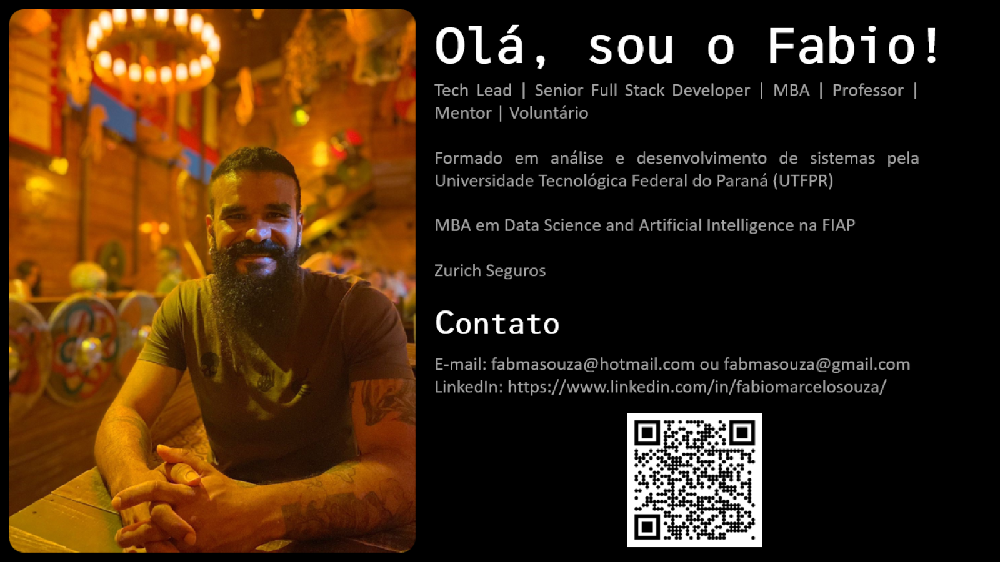 Olá, sou o Fabio!
Tech Lead | Senior Full Stack Developer | MBA | Professor |
Mentor | Voluntário
Formado em análise e desenvolvimento de sistemas pela
Universidade Tecnológica Federal do Paraná (UTFPR)
MBA em Data Science and Artificial Intelligence na FIAP
Zurich Seguros
Contato
E-mail: fabmasouza@hotmail.com ou fabmasouza@gmail.com
LinkedIn: https://www.linkedin.com/in/fabiomarcelosouza/